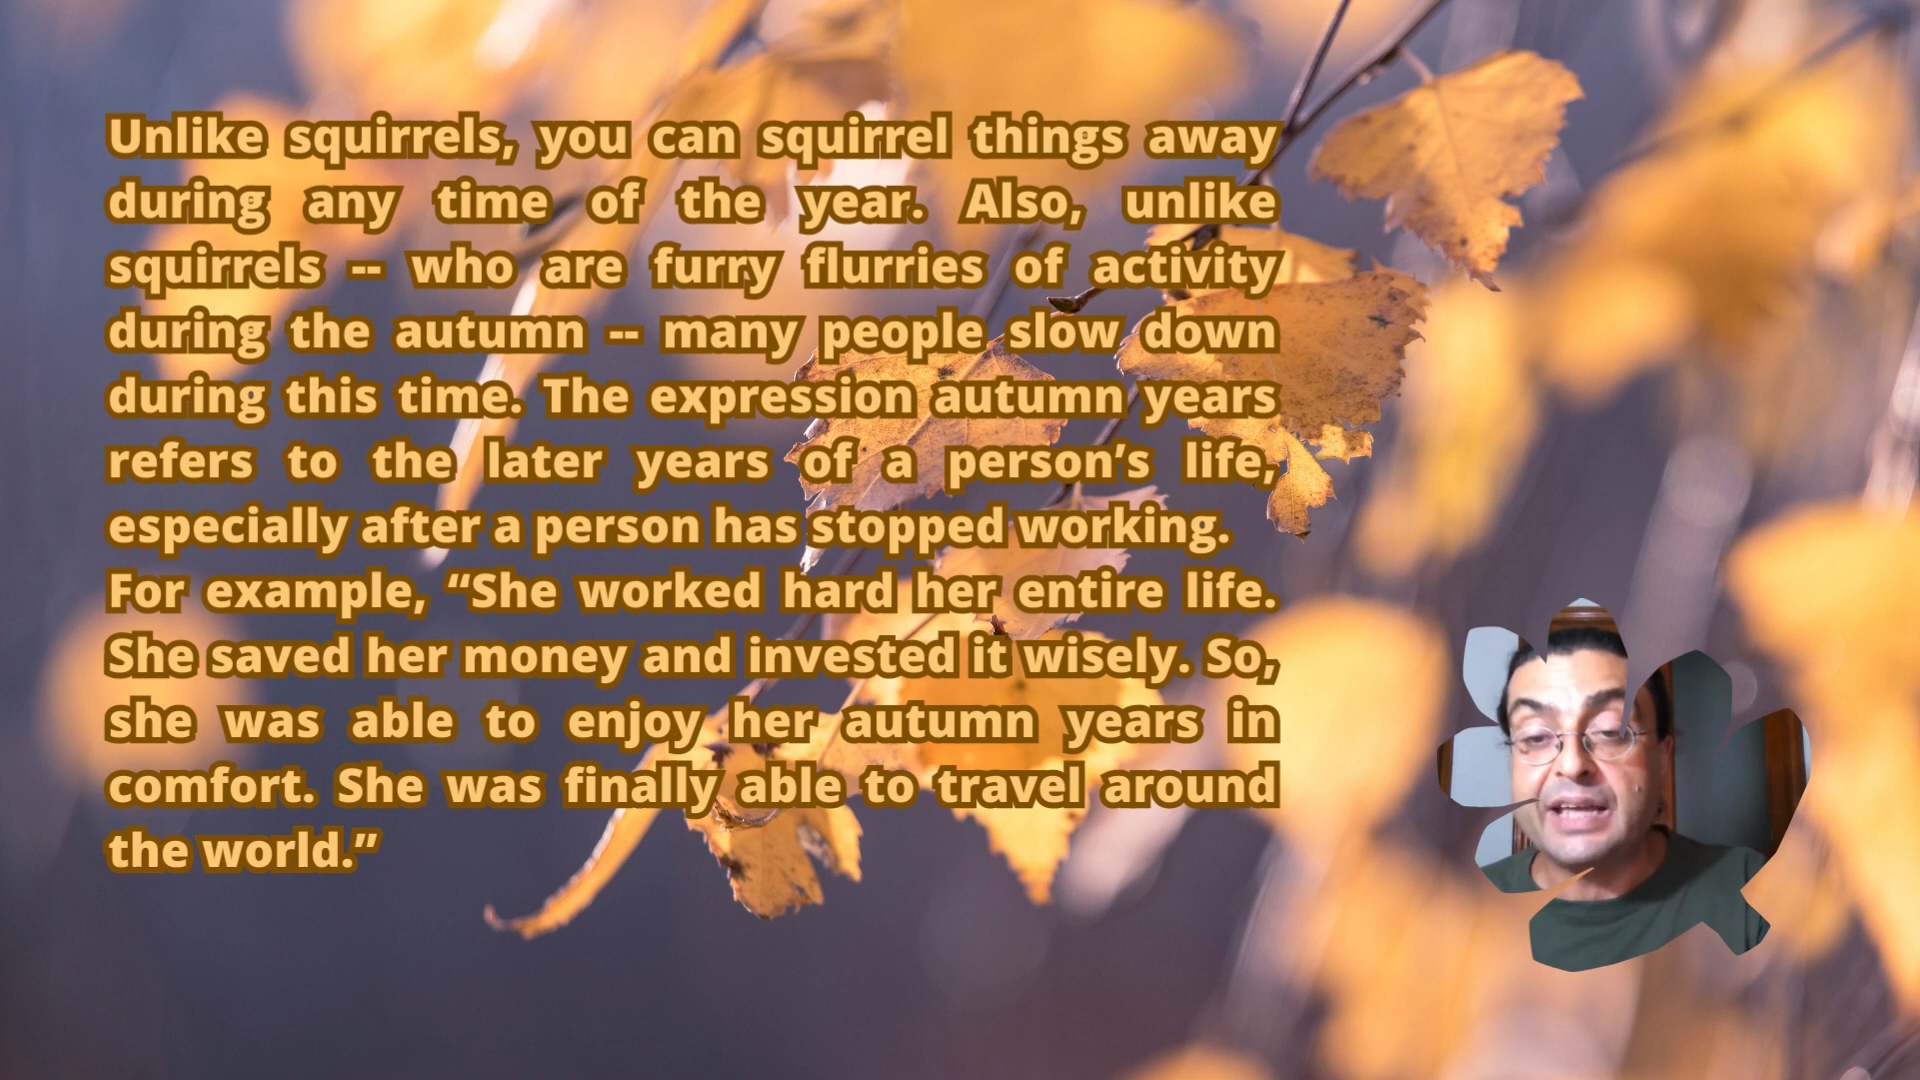 Unlike squirrels, you can squirrel things away
during any time of the year. Also, unlike
squirrels -- who are furry flurries of activity
during the autumn -- many people slow down
during this time. The expression autumn years
refers to the later years of a person’s life,
especially after a person has stopped working.
For example, “She worked hard her entire life.
She saved her money and invested it wisely. So,
she was able to enjoy her autumn years in
comfort. She was finally able to travel around
the world.”